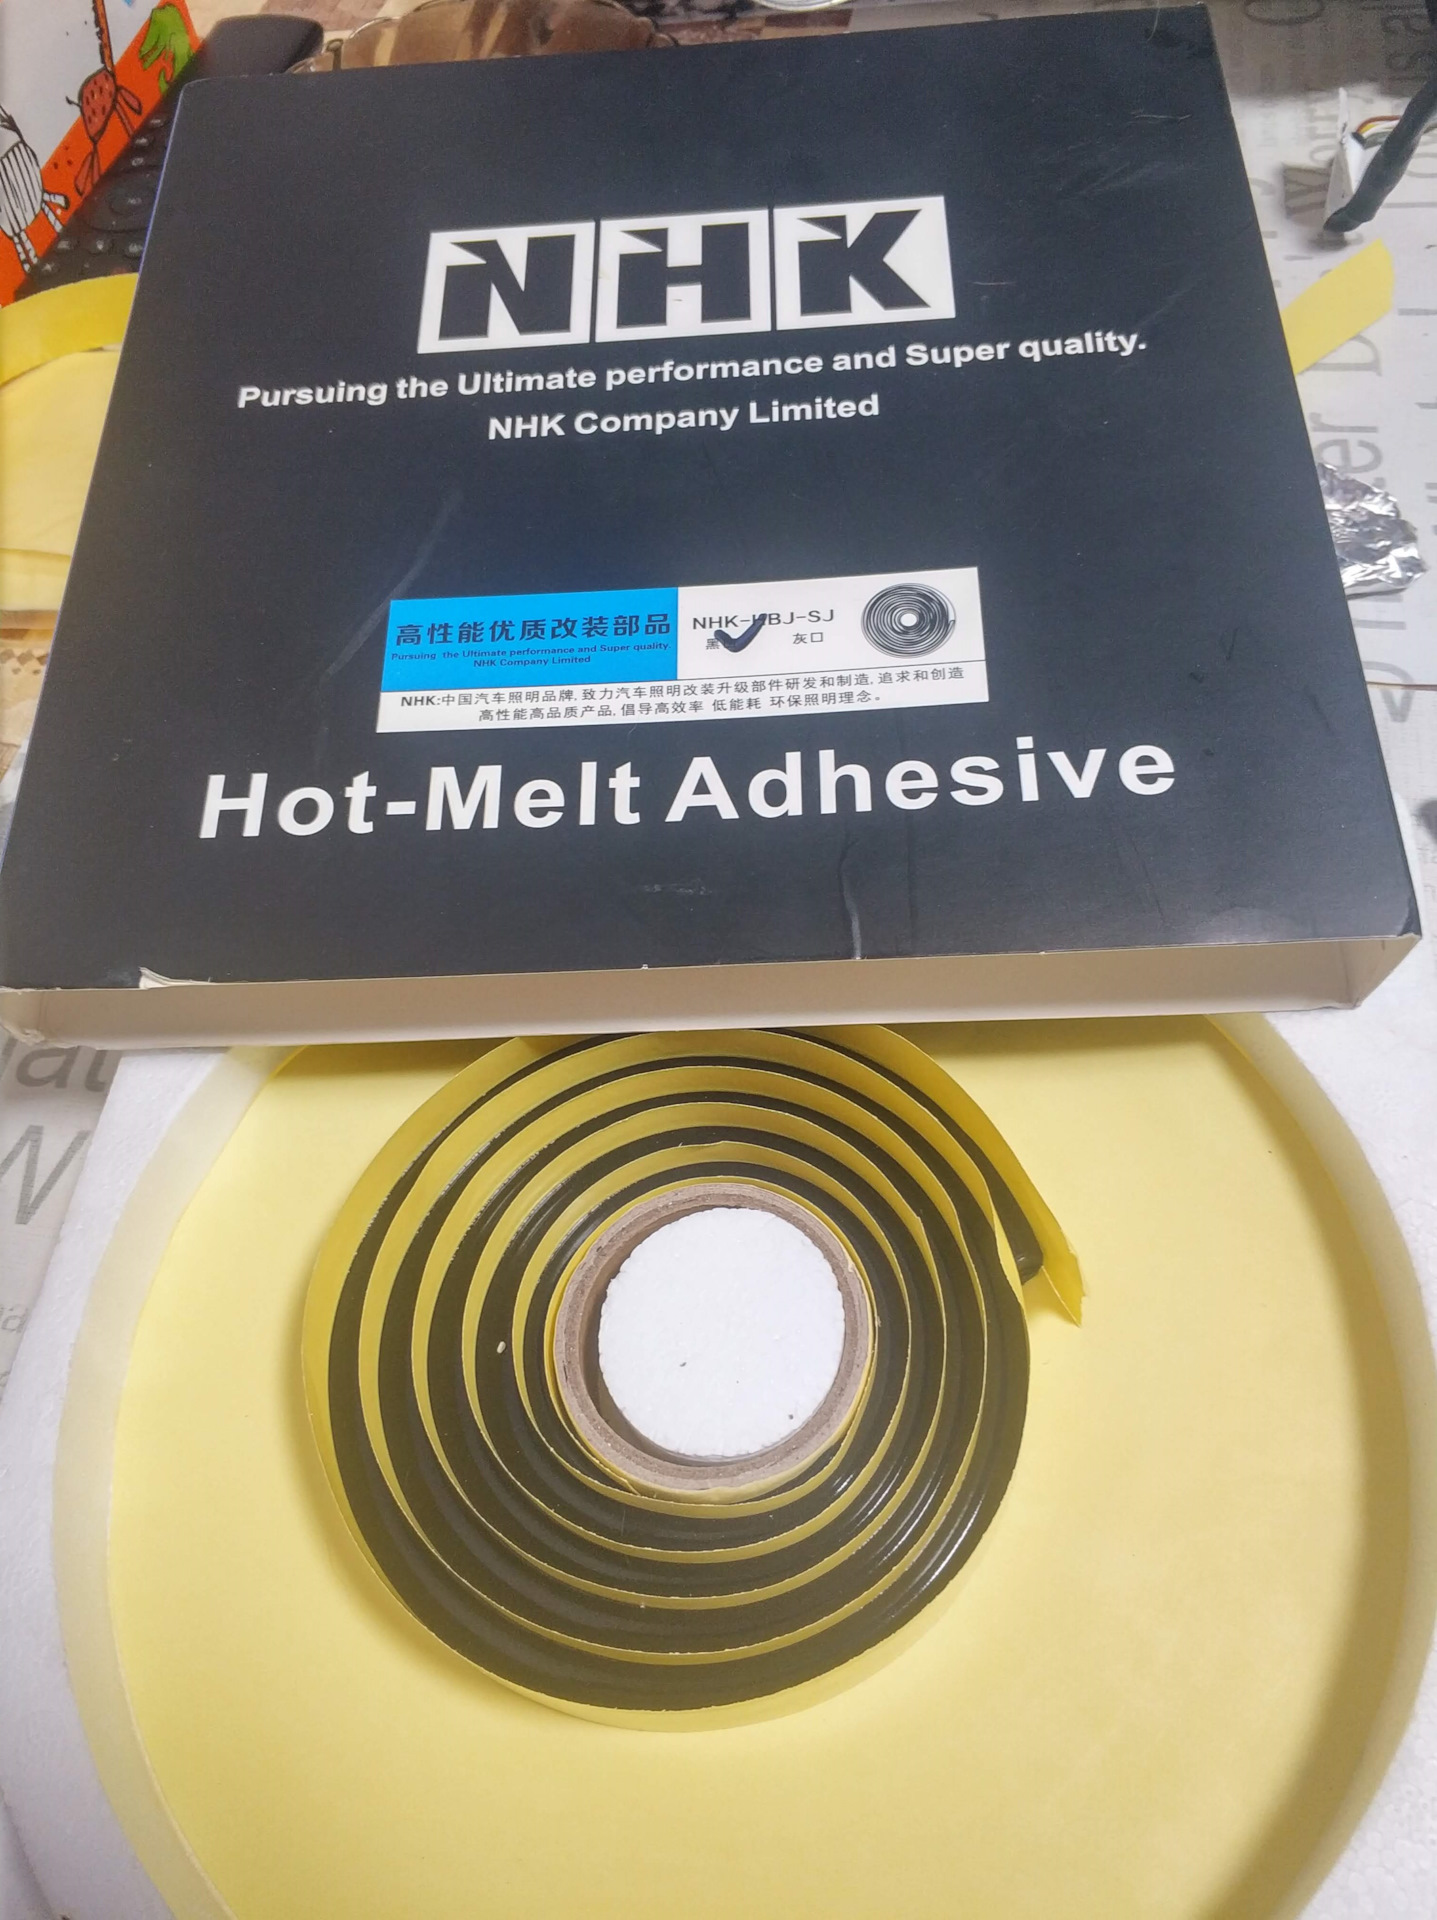 NHK
Pursuing the Ultimate performance and Super quality.
NHK Company Limited
高性能优质改装部品
Pursuing the Ultimate performance and Super quality.
NHK Company Limited
NHK-HBJ-SJ
黑 灰口
NHK:中国汽车照明品牌,致力汽车照明改装升级部件研发和制造,追求和创造
高性能高品质产品,倡导高效率 低能耗 环保照明理念。
Hot-Melt Adhesive